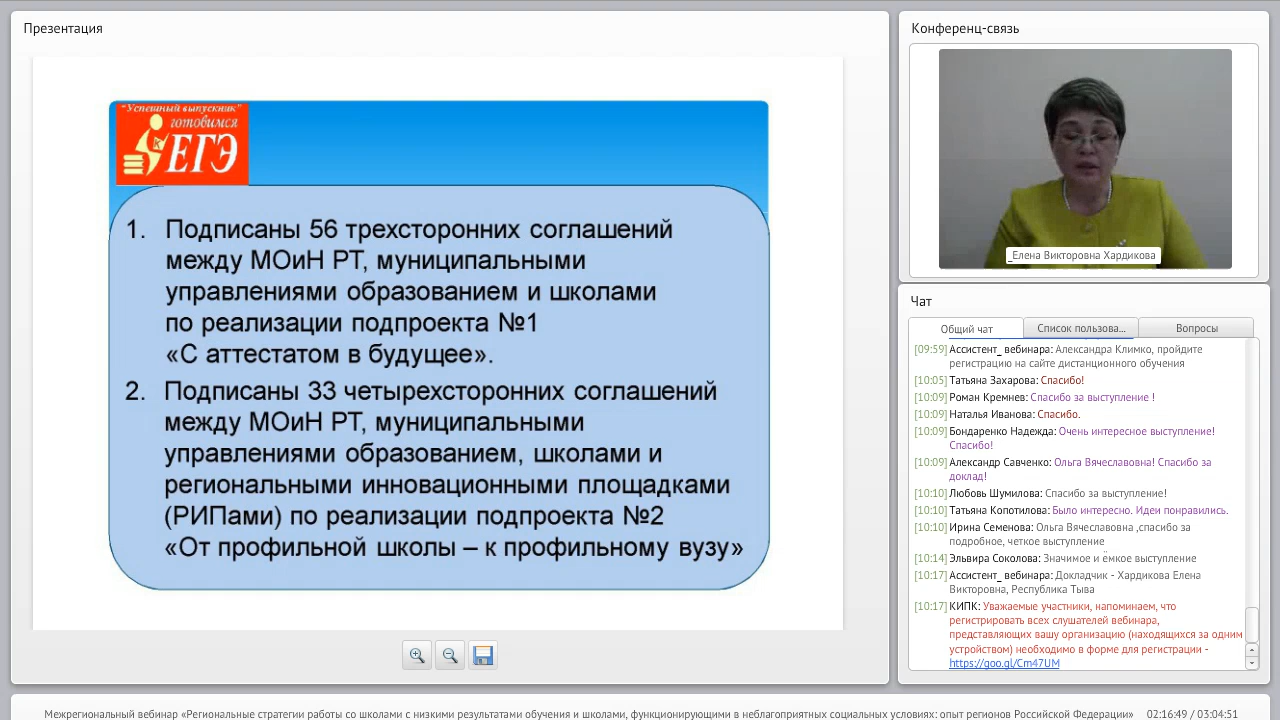 Презентация
"Успешный выпускник"
готовимся
к
ЕГЭ
1. Подписаны 56 трехсторонних соглашений
между МОиН РТ, муниципальными
управлениями образованием и школами
по реализации подпроекта №1
«С аттестатом в будущее».
2. Подписаны 33 четырехсторонних соглашений
между МОиН РТ, муниципальными
управлениями образованием, школами и
региональными инновационными площадками
(РИПами) по реализации подпроекта №2
«От профильной школы – к профильному вузу»
Конференц-связь
_Елена Викторовна Хардикова
Чат
Общий чат
Список пользова...
Вопросы
[09:59] Ассистент_ вебинара: Александра Климко, пройдите
регистрацию на сайте дистанционного обучения
[10:05] Татьяна Захарова: Спасибо!
[10:09] Роман Кремнев: Спасибо за выступление !
[10:09] Наталья Иванова: Спасибо.
[10:09] Бондаренко Надежда: Очень интересное выступление!
Спасибо!
[10:09] Александр Савченко: Ольга Вячеславовна! Спасибо за
доклад!
[10:10] Любовь Шумилова: Спасибо за выступление!
[10:10] Татьяна Копотилова: Было интересно. Идеи понравились.
[10:10] Ирина Семенова: Ольга Вячеславовна ,спасибо за
подробное, четкое выступление
[10:14] Эльвира Соколова: Значимое и ёмкое выступление
[10:17] Ассистент_ вебинара: Докладчик - Хардикова Елена
Викторовна, Республика Тыва
[10:17] КИПК: Уважаемые участники, напоминаем, что
регистрировать всех слушателей вебинара,
представляющих вашу организацию (находящихся за одним
устройством) необходимо в форме для регистрации -
https://goo.gl/Cm47UM
Межрегиональный вебинар «Региональные стратегии работы со школами с низкими результатами обучения и школами, функционирующими в неблагоприятных социальных условиях: опыт регионов Российской Федерации» 02:16:49 / 03:04:51